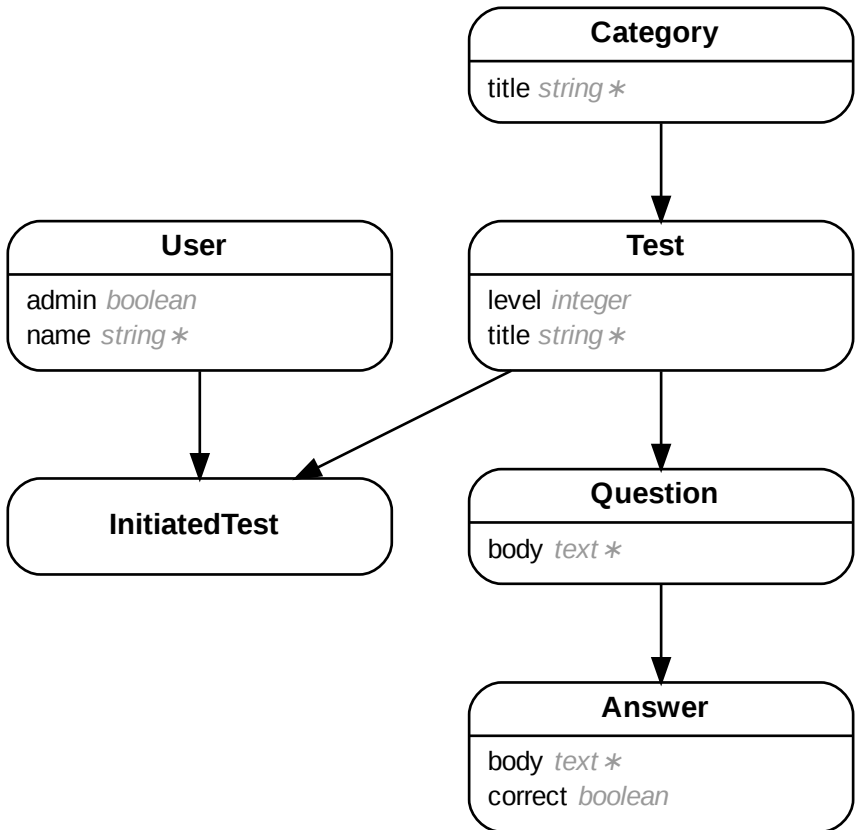 Category
title string∗
User
admin boolean
name string∗
Test
level integer
title string∗
InitiatedTest
Question
body text∗
Answer
body text∗
correct boolean